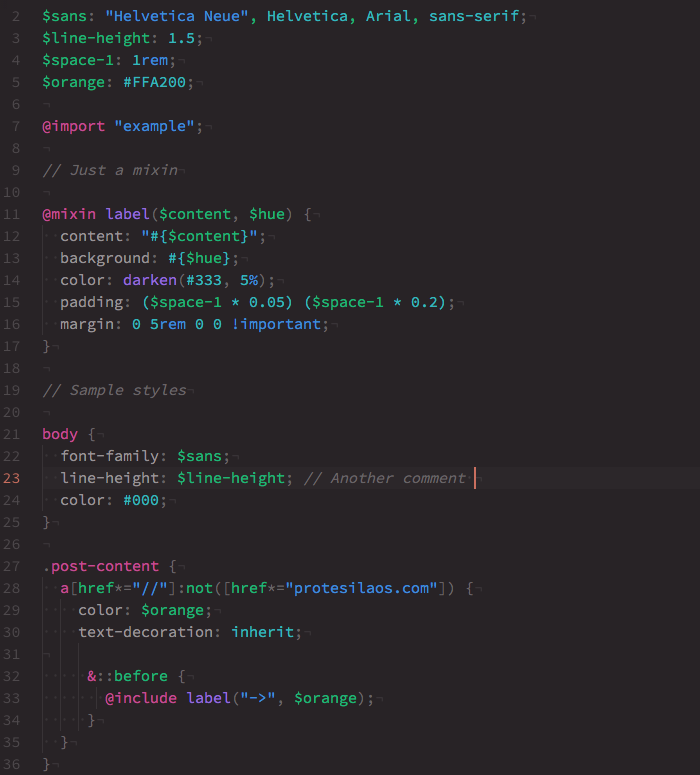 2 $sans: "Helvetica Neue", Helvetica, Arial, sans-serif;¬
3 $line-height: 1.5;¬
4 $space-1: 1rem;¬
5 $orange: #FFA200;¬
6 ¬
7 @import "example";¬
8 ¬
9 // Just a mixin¬
10 ¬
11 @mixin label($content, $hue) {¬
12 ··content: "#{$content}";¬
13 ··background: #{$hue};¬
14 ··color: darken(#333, 5%);¬
15 ··padding: ($space-1 * 0.05) ($space-1 * 0.2);¬
16 ··margin: 0 5rem 0 0 !important;¬
17 }¬
18 ¬
19 // Sample styles¬
20 ¬
21 body {¬
22 ··font-family: $sans;¬
23 ··line-height: $line-height; // Another comment·¬
24 ··color: #000;¬
25 }¬
26 ¬
27 .post-content {¬
28 ··a[href*="//"]:not([href*="protesilaos.com"]) {¬
29 ····color: $orange;¬
30 ····text-decoration: inherit;¬
31 ¬
32 ·····&::before {¬
33 ·······@include label("->", $orange);¬
34 ·····}¬
35 ··}¬
36 }¬